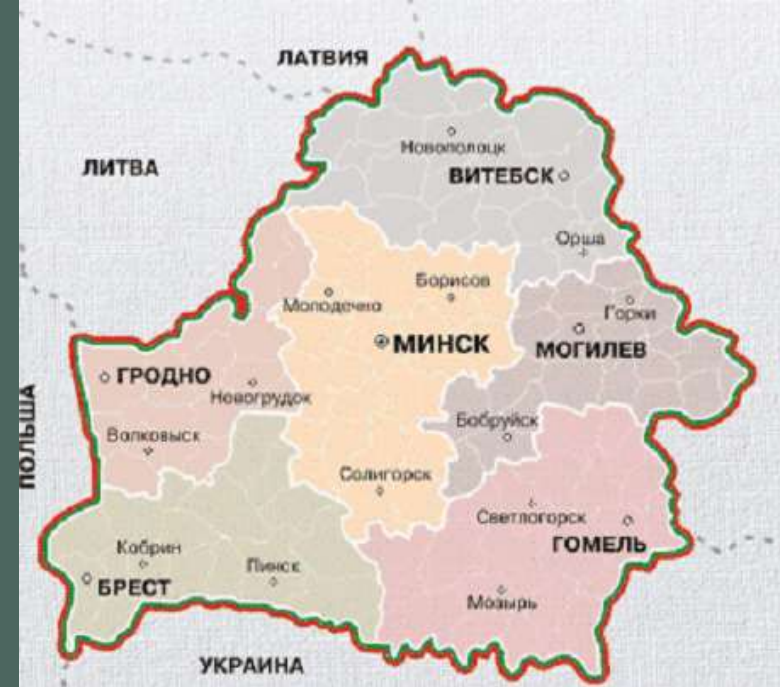 ЛАТВИЯ
Новополоцк
ЛИТВА
ВИТЕБСК
Орша
Борисов
Молодечно
Горки
МИНСК
МОГИЛЕВ
ГРОДНО
Новогрудок
ПОЛЬША
Волковыск
Бобруйск
Солигорск
Светлогорск
ГОМЕЛЬ
Кобрин
Пинск
БРЕСТ
Мозырь
УКРАИНА